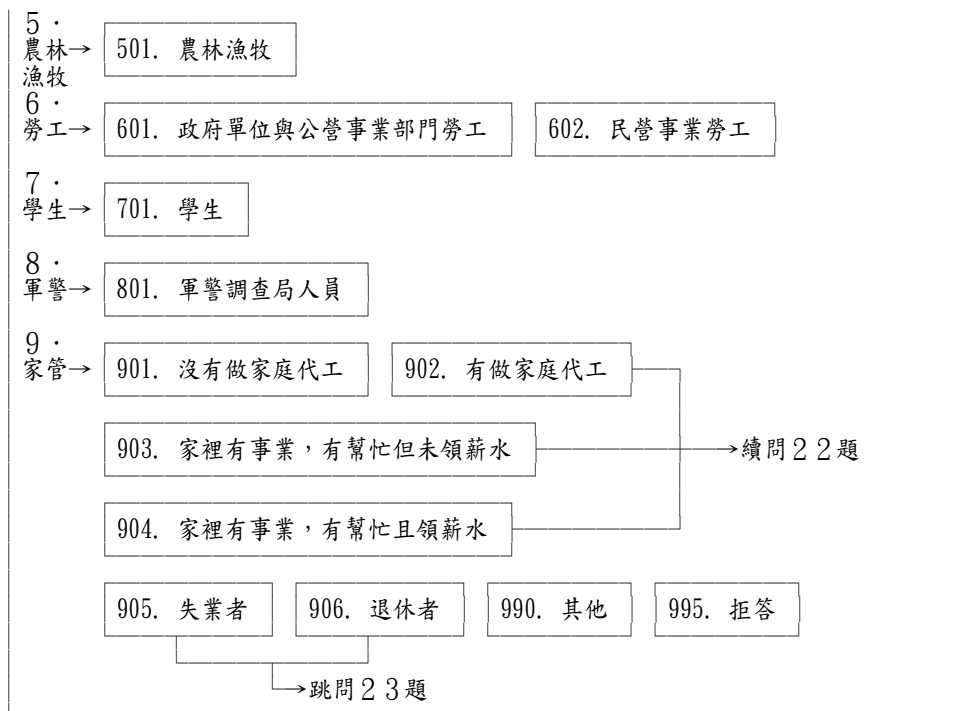 5．
農林→ 501. 農林漁牧
漁牧
6．
勞工→ 601. 政府單位與公營事業部門勞工 602. 民營事業勞工
7．
學生→ 701. 學生
8．
軍警→ 801. 軍警調查局人員
9．
家管→ 901. 沒有做家庭代工 902. 有做家庭代工
903. 家裡有事業，有幫忙但未領薪水 →續問２２題
904. 家裡有事業，有幫忙且領薪水
905. 失業者 906. 退休者 990. 其他 995. 拒答
→跳問２３題